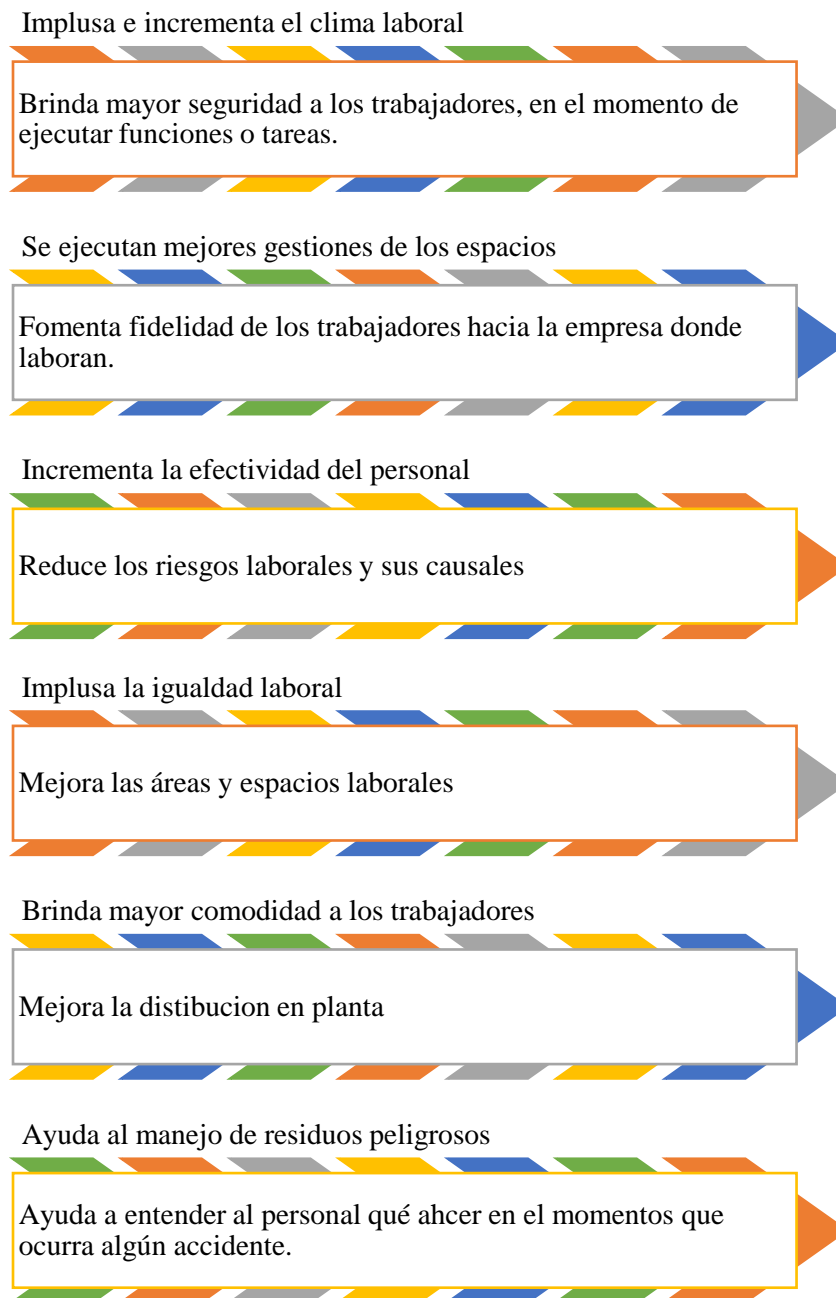 Implusa e incrementa el clima laboral
Brinda mayor seguridad a los trabajadores, en el momento de
ejecutar funciones o tareas.
Se ejecutan mejores gestiones de los espacios
Fomenta fidelidad de los trabajadores hacia la empresa donde
laboran.
Incrementa la efectividad del personal
Reduce los riesgos laborales y sus causales
Implusa la igualdad laboral
Mejora las áreas y espacios laborales
Brinda mayor comodidad a los trabajadores
Mejora la distibucion en planta
Ayuda al manejo de residuos peligrosos
Ayuda a entender al personal qué ahcer en el momentos que
ocurra algún accidente.